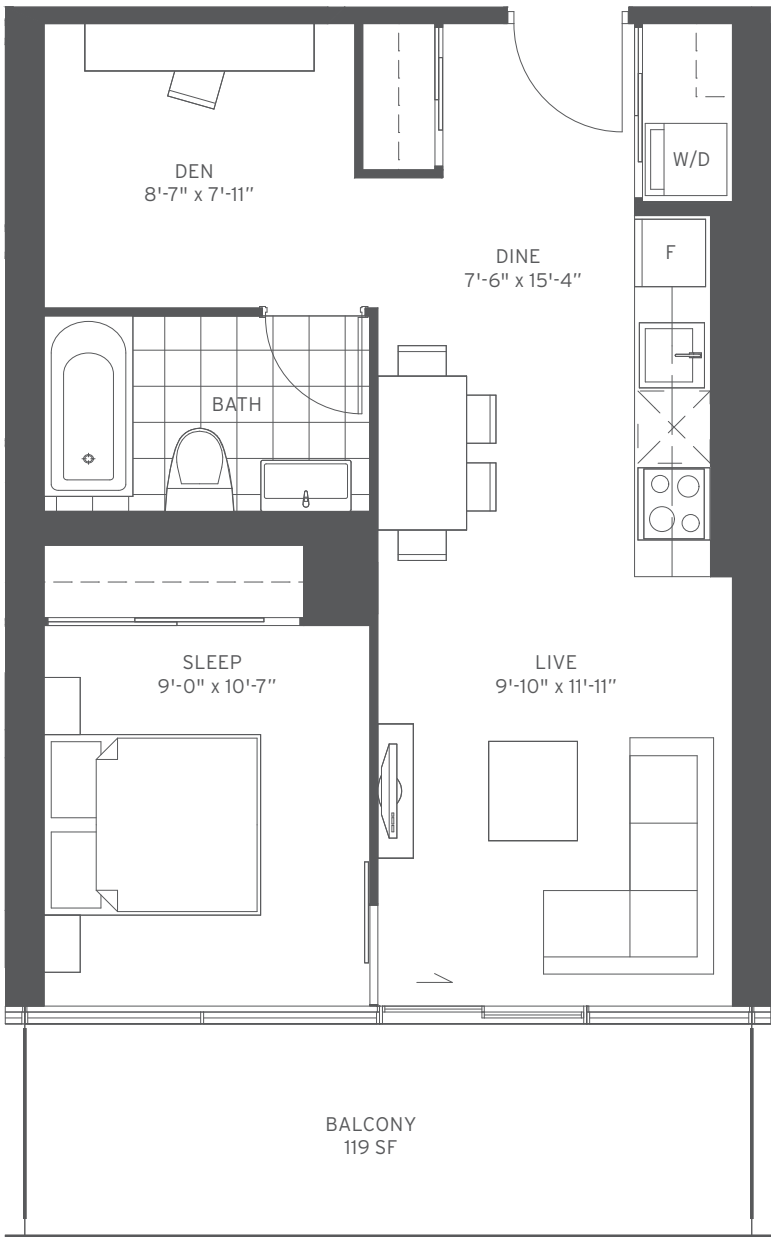 W/D
DEN
8'-7" x 7'-11"
F
DINE
7'-6" x 15'-4"
BATH
SLEEP
9'-0" x 10'-7"
LIVE
9'-10" x 11'-11"
BALCONY
119 SF